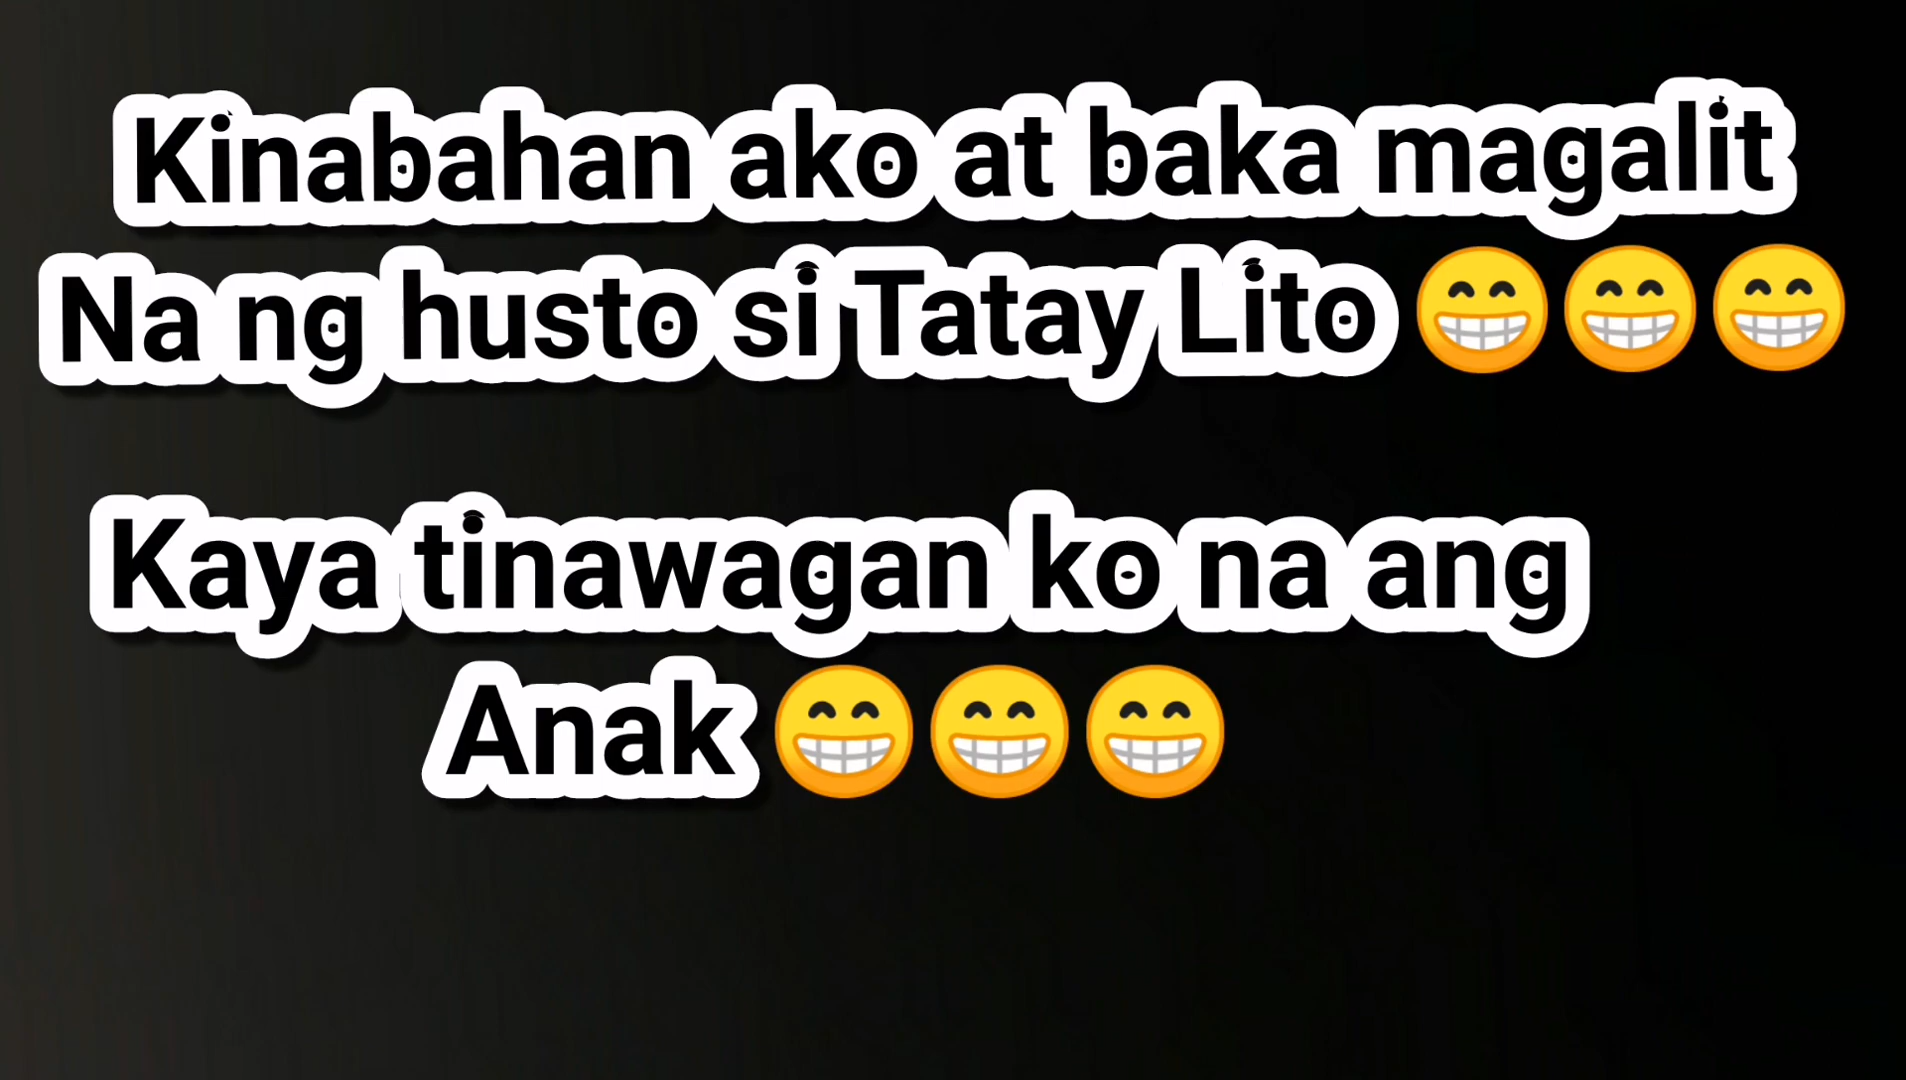 Kinabahan ako at baka magalit
Na ng husto si Tatay Lito 😁😁😁
Kaya tinawagan ko na ang
Anak 😁😁😁